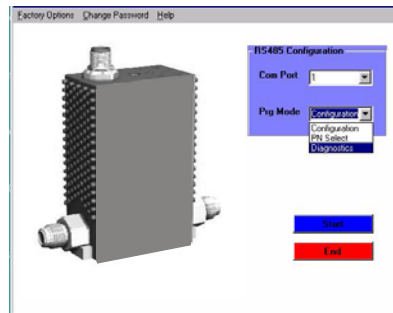 Factory Options Change Password Help
RS485 Configuration
Com Port 1
Prg Mode Configuration
Configuration
PN Select
Diagnostics
Start
End